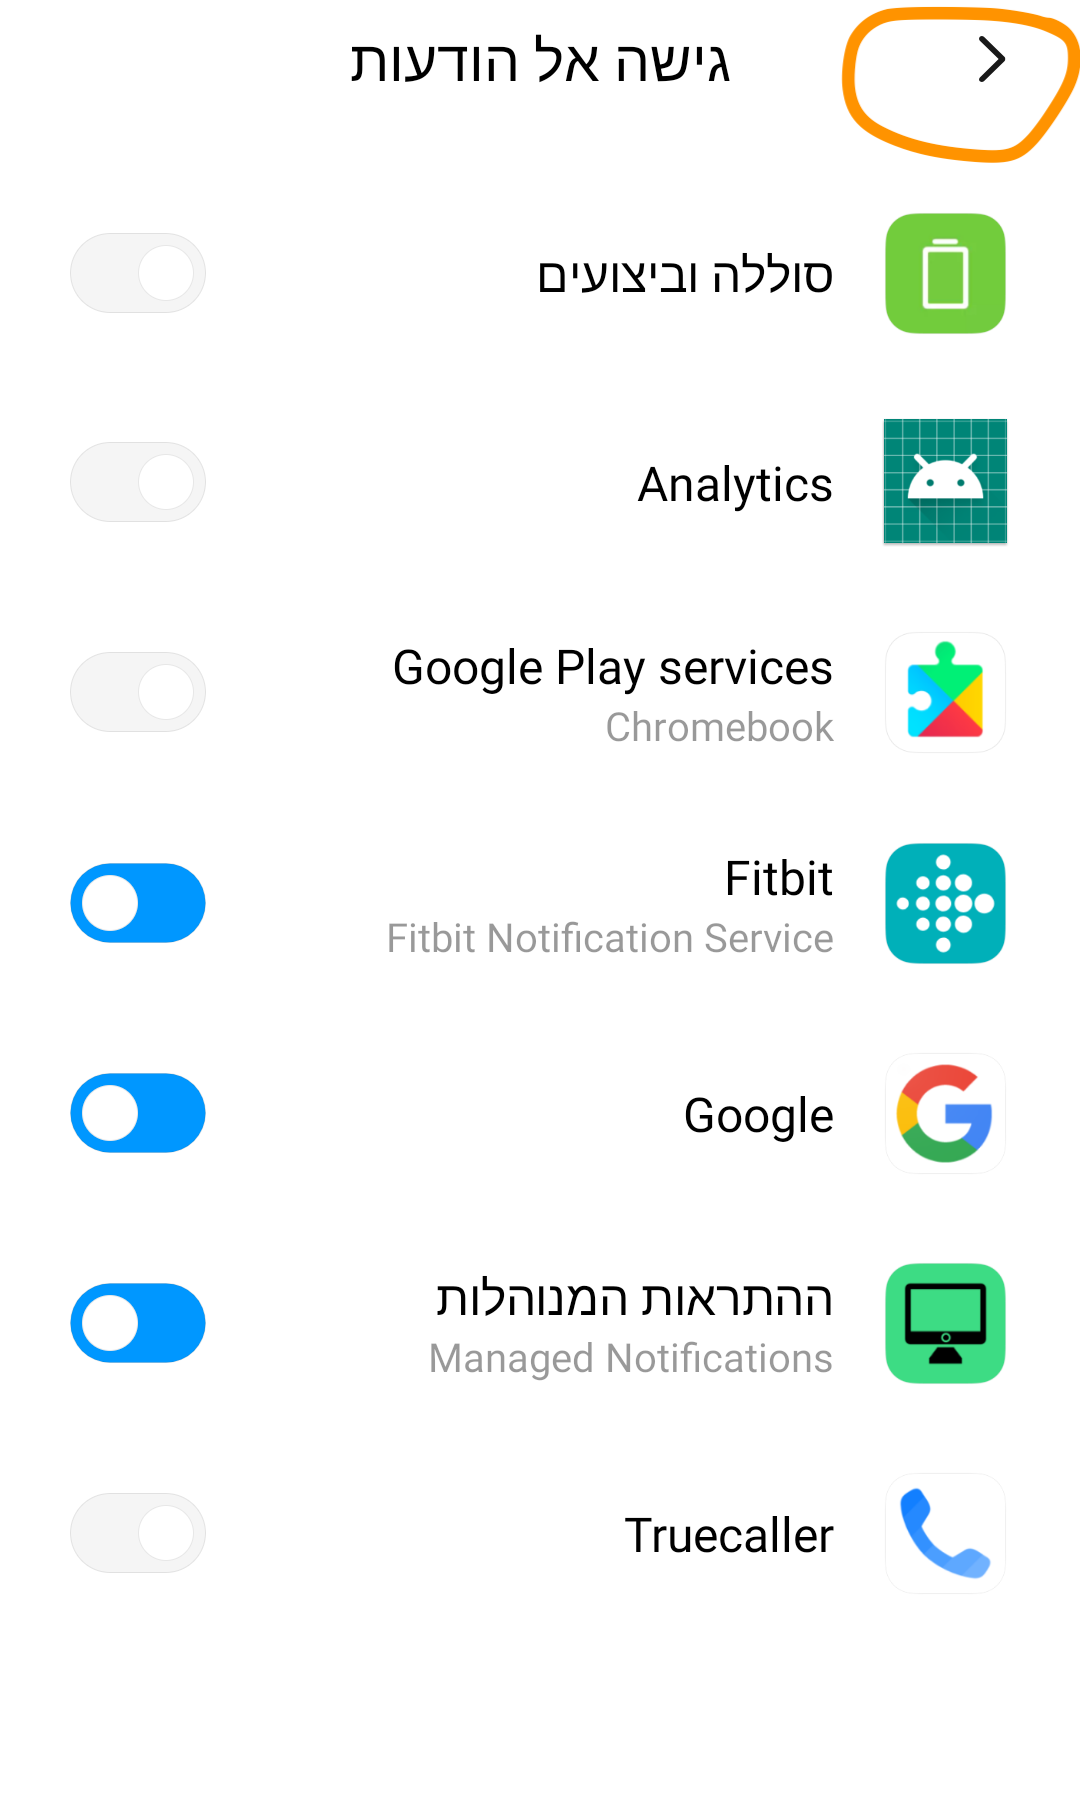 גישה אל הודעות
סוללה וביצועים
Analytics
Google Play services
Chromebook
Fitbit
Fitbit Notification Service
Google
ההתראות המנוהלות
Managed Notifications
Truecaller